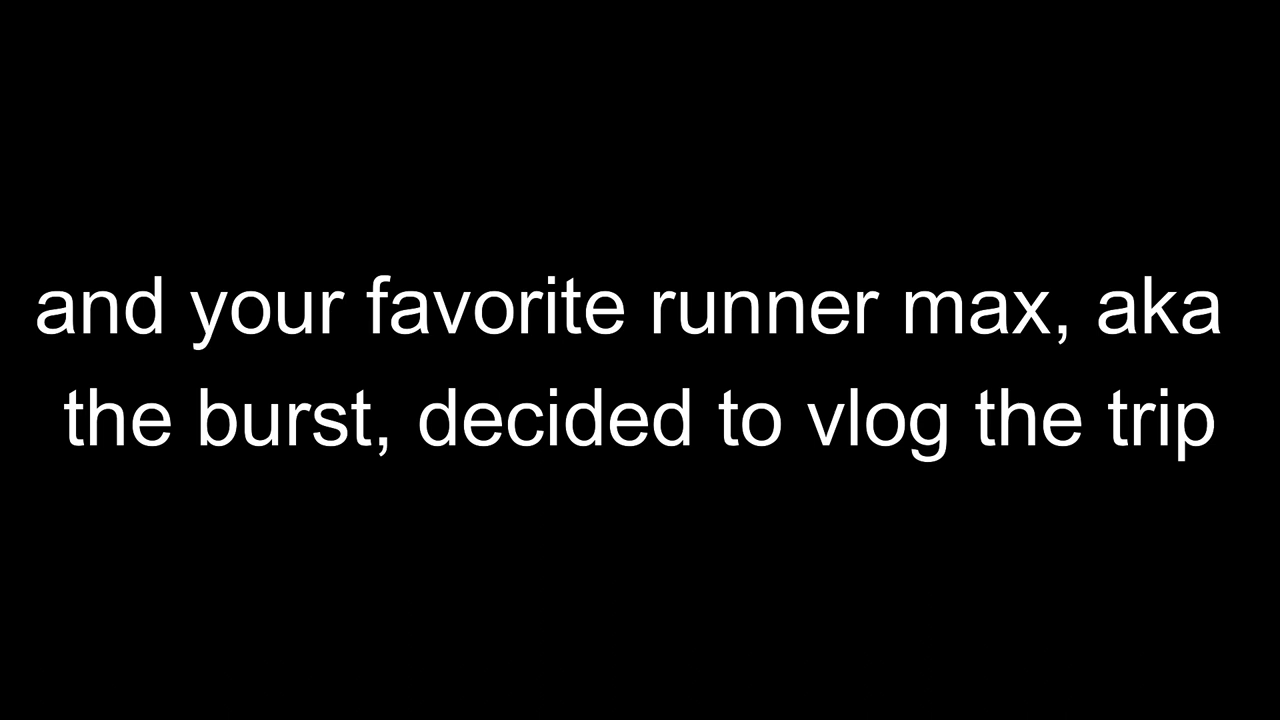 and your favorite runner max, aka
the burst, decided to vlog the trip